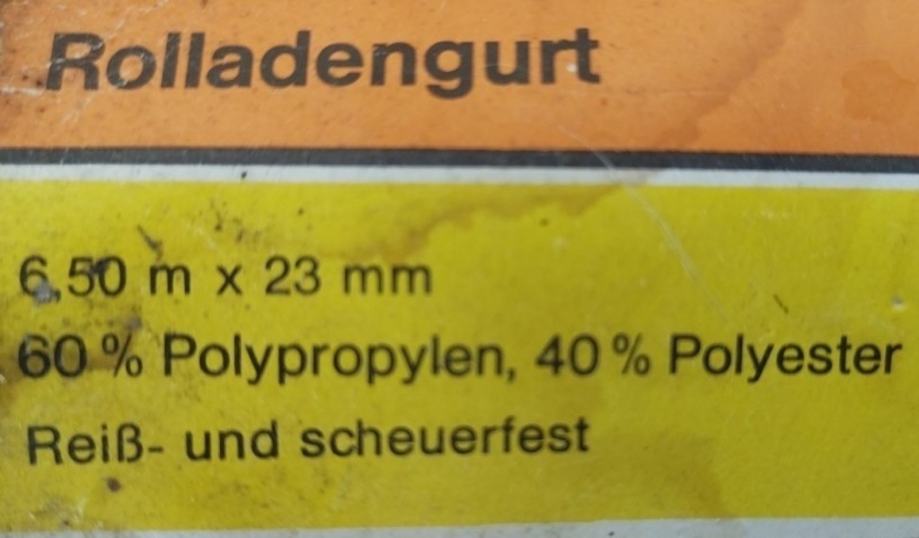 Rolladengurt
6,50 m x 23 mm
60 % Polypropylen, 40 % Polyester
Reiß- und scheuerfest